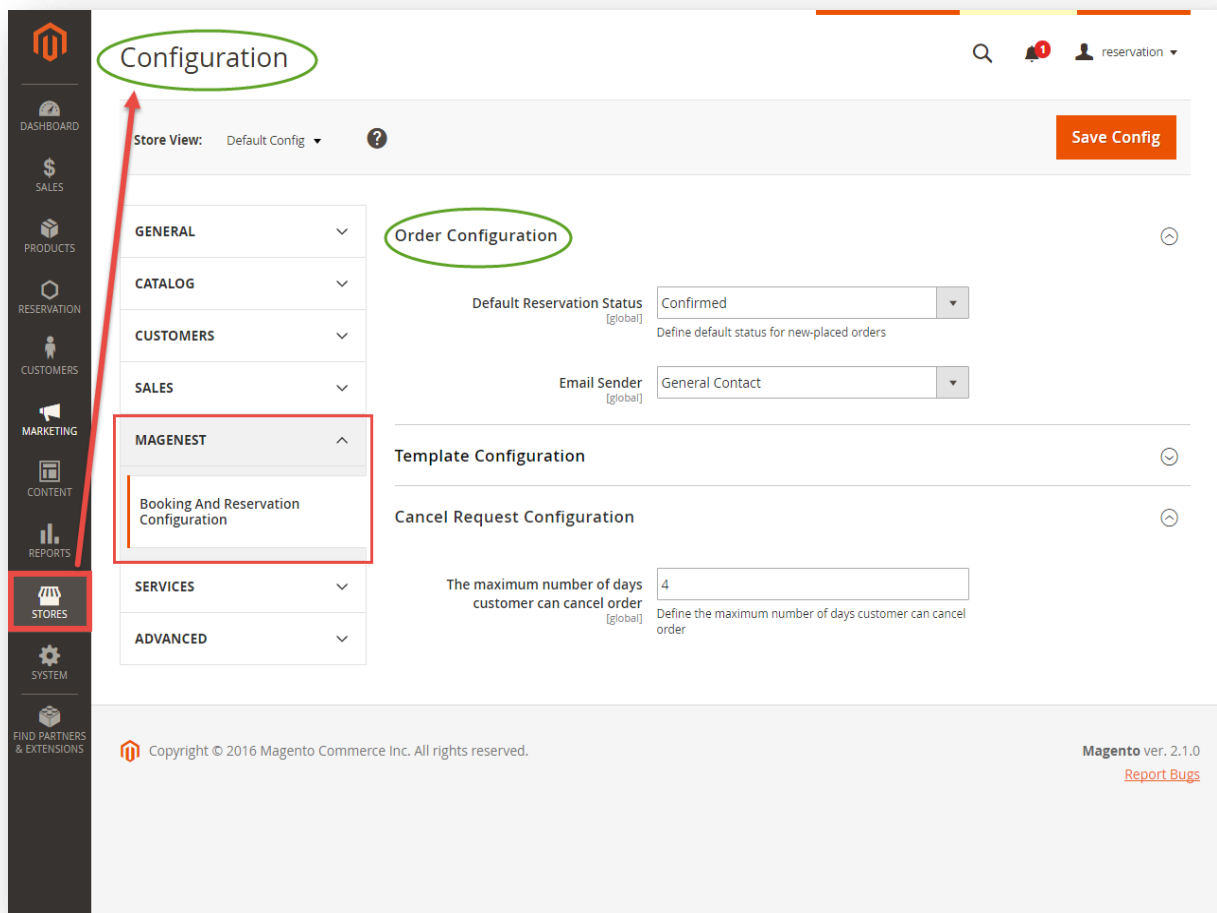 Configuration
1
reservation
DASHBOARD
Store View:
Default Config
?
Save Config
$
SALES
PRODUCTS
RESERVATION
CUSTOMERS
MARKETING
CONTENT
REPORTS
STORES
SYSTEM
FIND PARTNERS
& EXTENSIONS
GENERAL
CATALOG
CUSTOMERS
SALES
MAGENEST
Booking And Reservation
Configuration
SERVICES
ADVANCED
Order Configuration
Default Reservation Status
[global]
Confirmed
Define default status for new-placed orders
Email Sender
[global]
General Contact
Template Configuration
Cancel Request Configuration
The maximum number of days
customer can cancel order
[global]
4
Define the maximum number of days customer can cancel
order
Copyright © 2016 Magento Commerce Inc. All rights reserved.
Magento ver. 2.1.0
Report Bugs